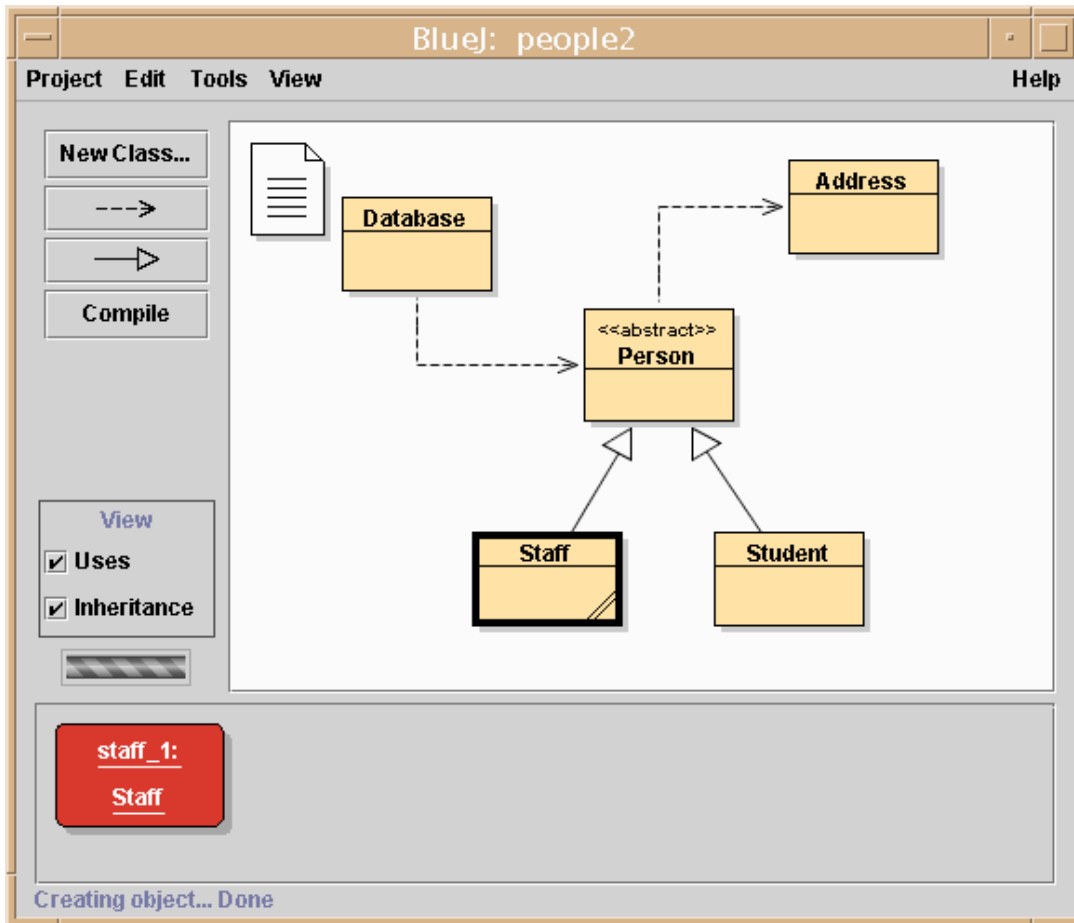 BlueJ: people2
Project Edit Tools View Help
New Class...
Compile
View
Uses
Inheritance
Database
Address
<<abstract>>
Person
Staff
Student
staff_1:
Staff
Creating object... Done